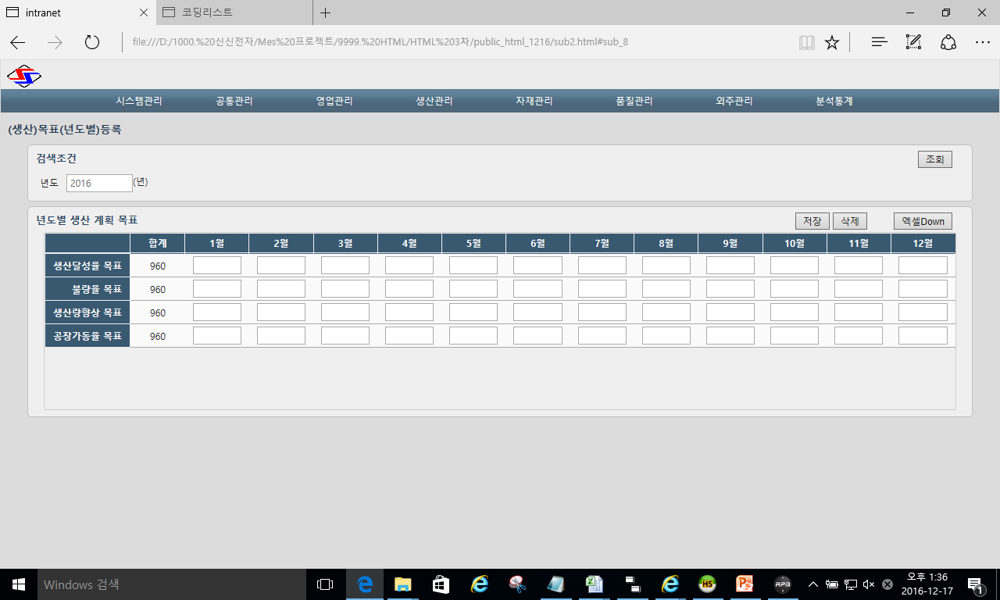 intranet
코딩리스트
file:///D:/1000.%20신신전자/Mes%20프로젝트/9999.%20HTML/HTML%203차/public_html_1216/sub2.html#sub_8
시스템관리 공통관리 영업관리 생산관리 자재관리 품질관리 외주관리 분석통계
(생산)목표(년도별)등록
검색조건 조회
년도 2016 (년)
년도별 생산 계획 목표 저장 삭제 엑셀Down
합계 1월 2월 3월 4월 5월 6월 7월 8월 9월 10월 11월 12월
생산달성율 목표 960
불량율 목표 960
생산량향상 목표 960
공장가동율 목표 960
Windows 검색
HS
APM
오후 1:36
2016-12-17
1